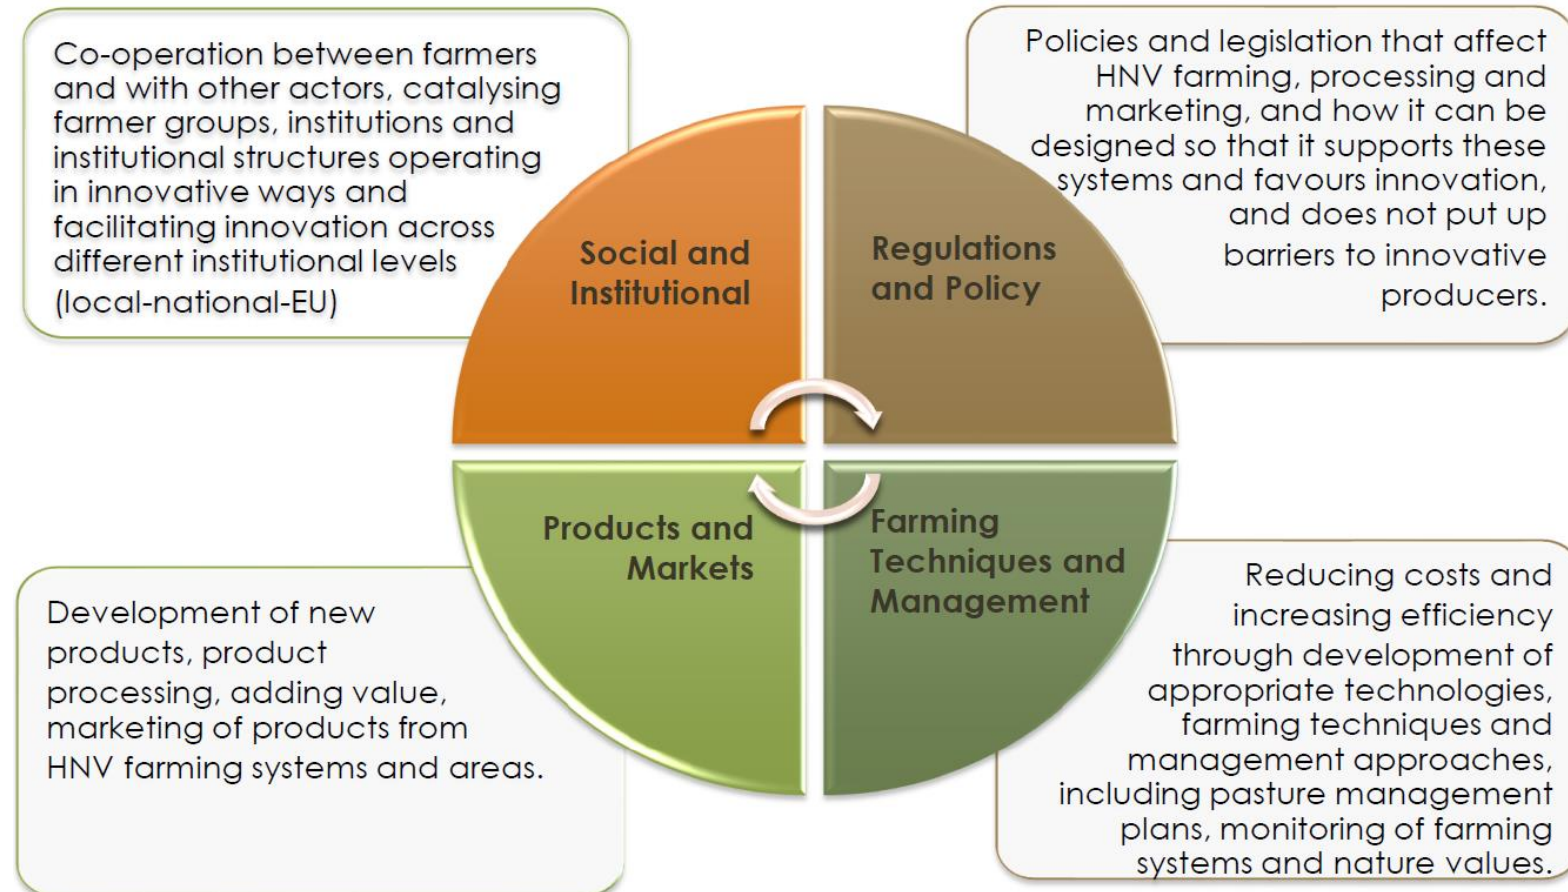 Co-operation between farmers
and with other actors, catalysing
farmer groups, institutions and
institutional structures operating
in innovative ways and
facilitating innovation across
different institutional levels
(local-national-EU)
Policies and legislation that affect
HNV farming, processing and
marketing, and how it can be
designed so that it supports these
systems and favours innovation,
and does not put up
barriers to innovative
producers.
Social and
Institutional
Regulations
and Policy
Products and
Markets
Farming
Techniques and
Management
Development of new
products, product
processing, adding value,
marketing of products from
HNV farming systems and areas.
Reducing costs and
increasing efficiency
through development of
appropriate technologies,
farming techniques and
management approaches,
including pasture management
plans, monitoring of farming
systems and nature values.